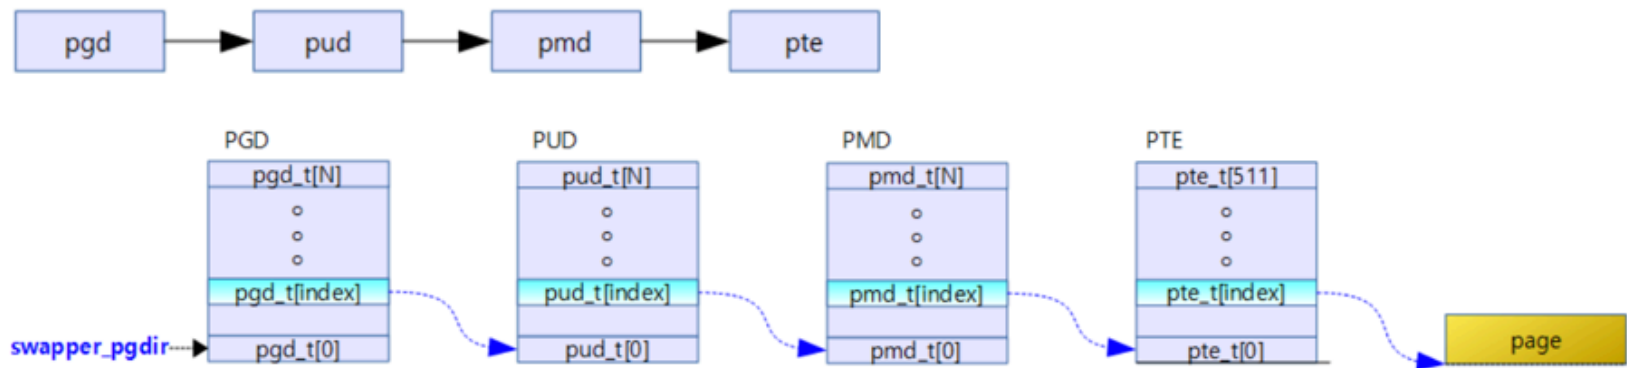 pgd
pud
pmd
pte
PGD
PUD
PMD
PTE
pgd_t[N]
pud_t[N]
pmd_t[N]
pte_t[511]
pgd_t[index]
pud_t[index]
pmd_t[index]
pte_t[index]
swapper_pgdir
pgd_t[0]
pud_t[0]
pmd_t[0]
pte_t[0]
page